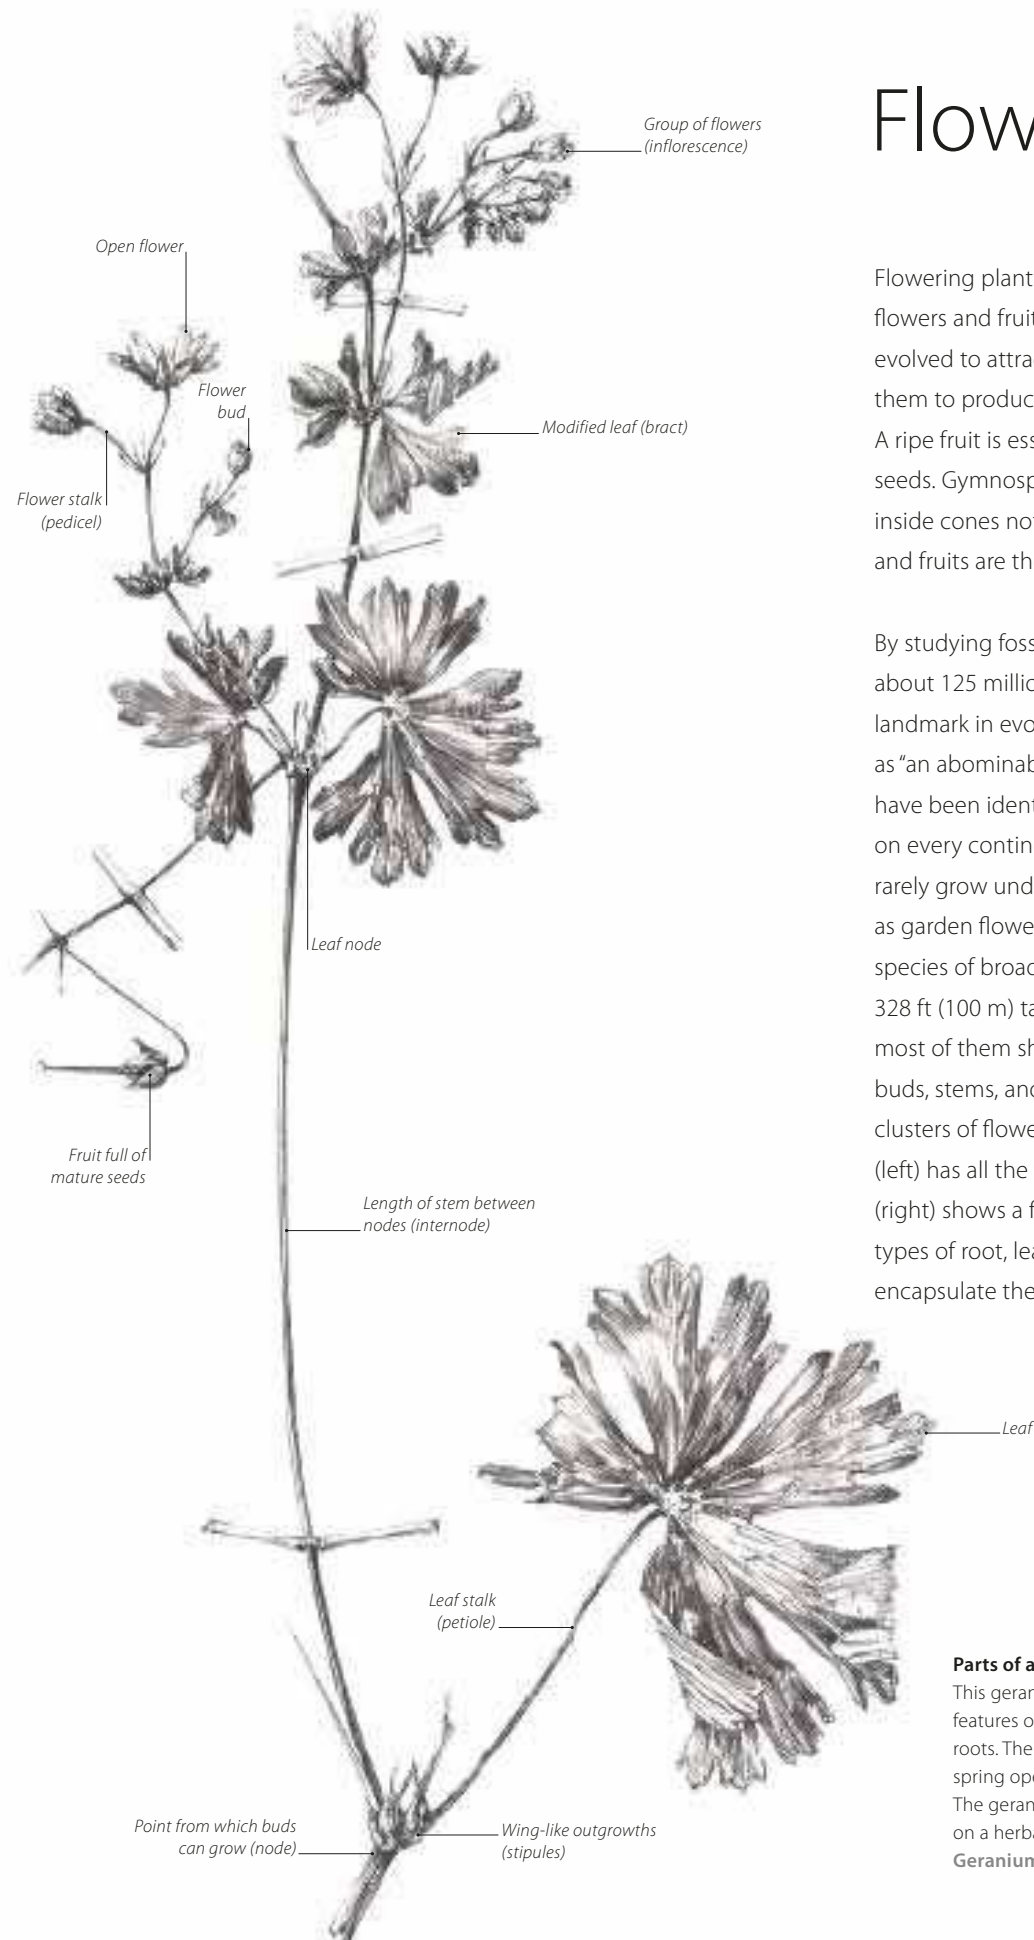 Group of flowers
(inflorescence)
Open flower
Flower
bud
Modified leaf (bract)
Flower stalk
(pedicel)
Leaf node
Fruit full of
mature seeds
Length of stem between
nodes (internode)
Leaf
Leaf stalk
(petiole)
Point from which buds
can grow (node)
Wing-like outgrowths
(stipules)
Flow
Flowering plant
flowers and fruit
evolved to attra
them to produc
A ripe fruit is ess
seeds. Gymnosp
inside cones not
and fruits are th
By studying foss
about 125 millio
landmark in evo
as “an abominab
have been ident
on every contin
rarely grow und
as garden flowe
species of broad
328 ft (100 m) ta
most of them sh
buds, stems, and
clusters of flowe
(left) has all the
(right) shows a f
types of root, lea
encapsulate the
Parts of a
This geran
features o
roots. The
spring ope
The geran
on a herba
Geranium